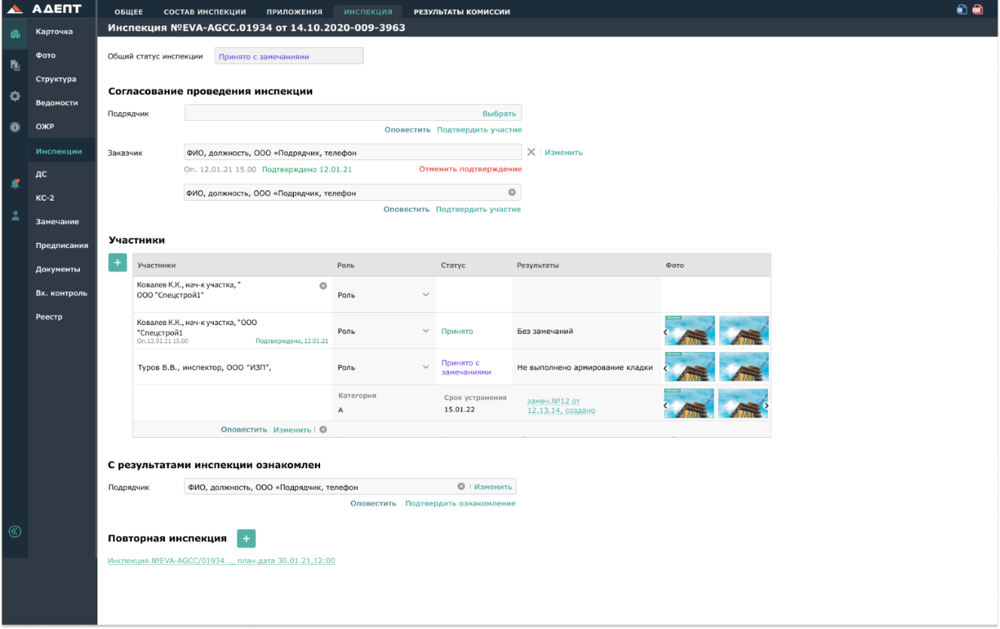 АДЕПТ
ОБЩЕЕ СОСТАВ ИНСПЕКЦИИ ПРИЛОЖЕНИЯ ИНСПЕКЦИЯ РЕЗУЛЬТАТЫ КОМИССИИ
Инспекция №EVA-AGCC.01934 от 14.10.2020-009-3963
Карточка
Фото
Структура
Ведомости
ОЖР
Инспекции
ДС
КС-2
Замечание
Предписания
Документы
Вх. контроль
Реестр
Общий статус инспекции Принято с замечаниями
Согласование проведения инспекции
Подрядчик Выбрать
Оповестить Подтвердить участие
Заказчик ФИО, должность, ООО «Подрядчик, телефон Изменить
Оп. 12.01.21 15.00 Подтверждено 12.01.21 Отменить подтверждение
ФИО, должность, ООО «Подрядчик, телефон
Оповестить Подтвердить участие
Участники
+ Участники Роль Статус Результаты Фото
Ковалев К.К., нач-к участка, "
ООО "Спецстрой1"
Роль
Ковалев К.К., нач-к участка, "ООО
"Спецстрой1
Оп.12.01.21 15.00 Подтверждено, 12.01.21
Роль Принято Без замечаний
Туров В.В., инспектор, ООО “ИЗП”,
Роль
Принято с
замечаниями
Не выполнено армирование кладки
Категория
А
Срок устранения
15.01.22
замеч.№12 от
12.13.14, создано
Оповестить Изменить
С результатами инспекции ознакомлен
Подрядчик ФИО, должность, ООО «Подрядчик, телефон Изменить
Оповестить Подтвердить ознакомление
Повторная инспекция +
Инспекция №EVA-AGCC/01934..._ план.дата 30.01.21,12:00